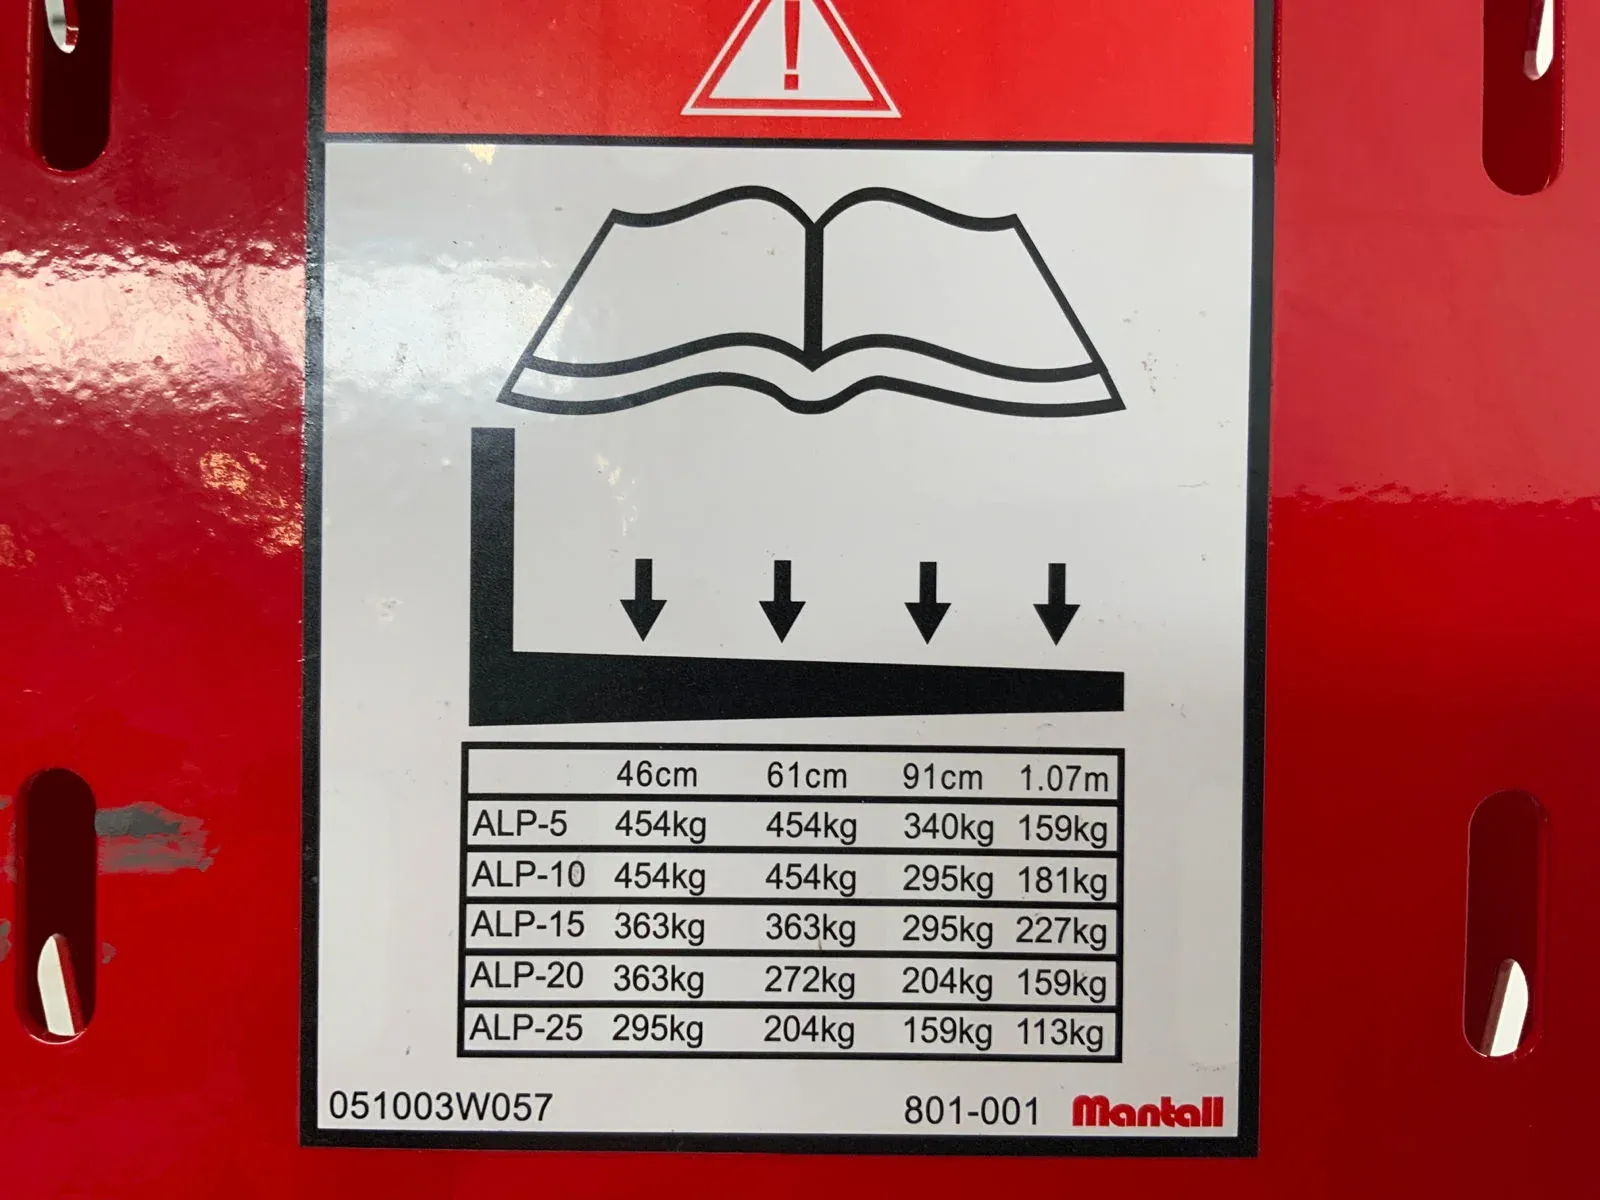 !
46cm 61cm 91cm 1.07m
ALP-5 454kg 454kg 340kg 159kg
ALP-10 454kg 454kg 295kg 181kg
ALP-15 363kg 363kg 295kg 227kg
ALP-20 363kg 272kg 204kg 159kg
ALP-25 295kg 204kg 159kg 113kg
051003W057 801-001 Mantall